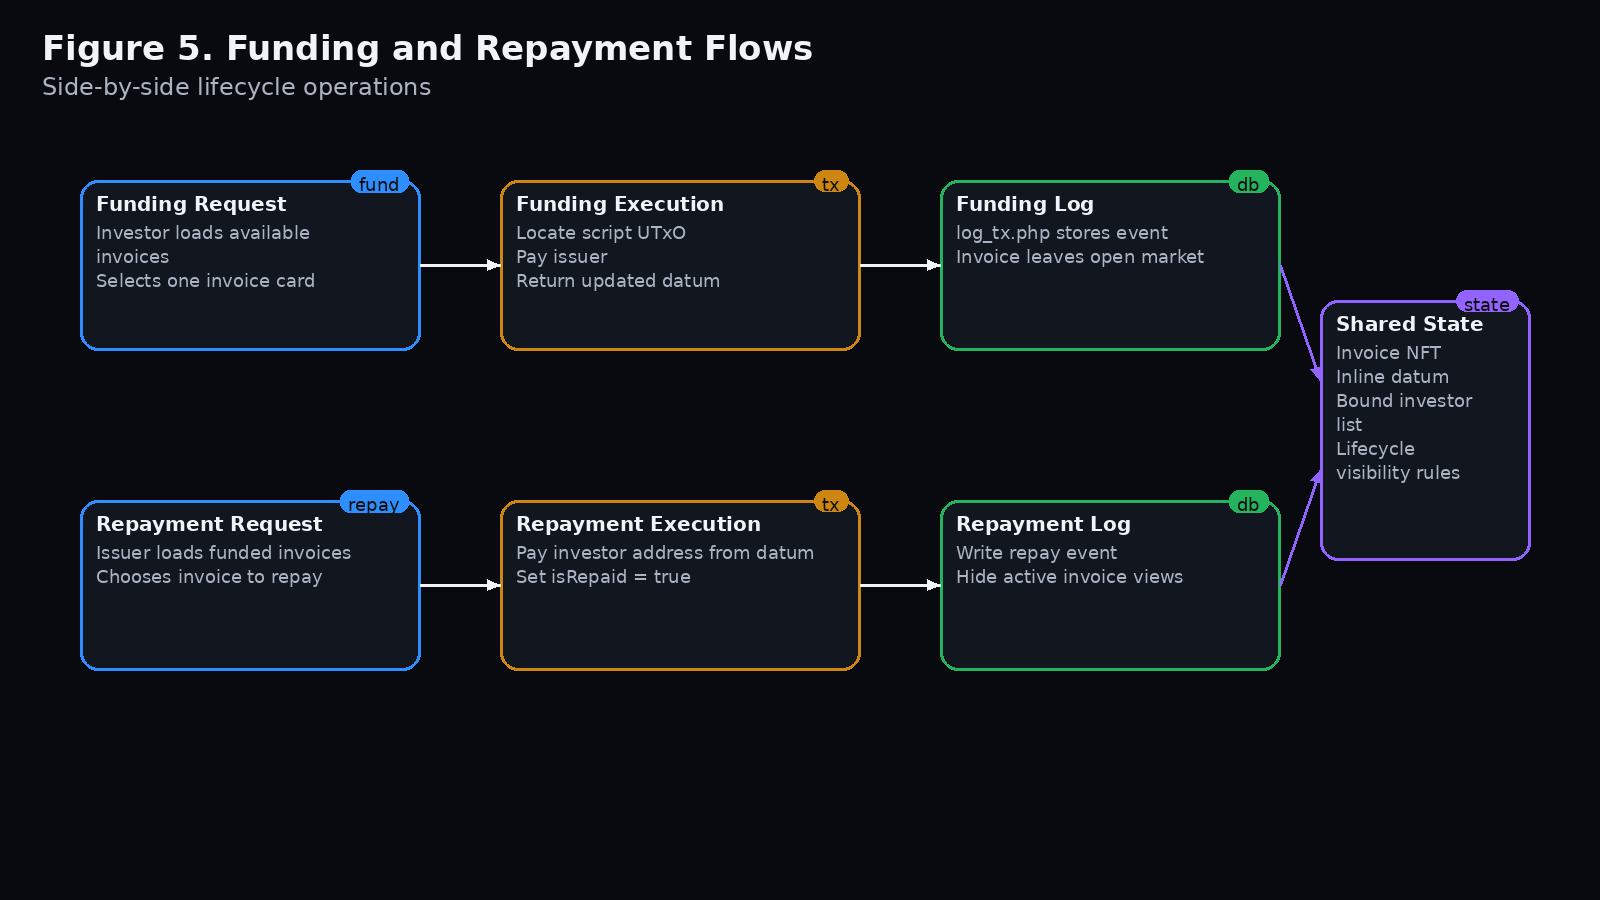 Figure 5. Funding and Repayment Flows
Side-by-side lifecycle operations
fund
Funding Request
Investor loads available
invoices
Selects one invoice card
tx
Funding Execution
Locate script UTxO
Pay issuer
Return updated datum
db
Funding Log
log_tx.php stores event
Invoice leaves open market
state
Shared State
Invoice NFT
Inline datum
Bound investor
list
Lifecycle
visibility rules
repay
Repayment Request
Issuer loads funded invoices
Chooses invoice to repay
tx
Repayment Execution
Pay investor address from datum
Set isRepaid = true
db
Repayment Log
Write repay event
Hide active invoice views